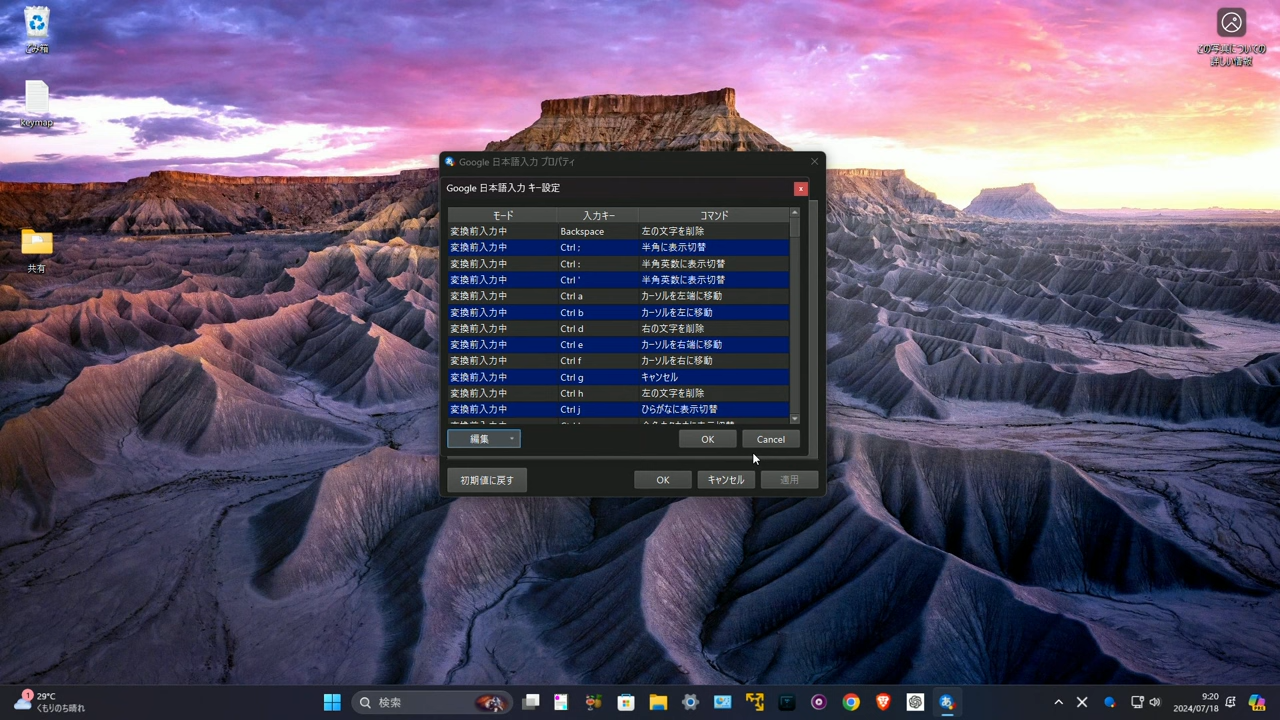 ごみ箱
この写真についての
詳しい情報
keymap
共有
Google 日本語入力 プロパティ
Google 日本語入力 キー設定
モード 入力キー コマンド
変換前入力中 Backspace 左の文字を削除
変換前入力中 Ctrl ; 半角に表示切替
変換前入力中 Ctrl : 半角英数に表示切替
変換前入力中 Ctrl ' 半角英数に表示切替
変換前入力中 Ctrl a カーソルを左端に移動
変換前入力中 Ctrl b カーソルを左に移動
変換前入力中 Ctrl d 右の文字を削除
変換前入力中 Ctrl e カーソルを右端に移動
変換前入力中 Ctrl f カーソルを右に移動
変換前入力中 Ctrl g キャンセル
変換前入力中 Ctrl h 左の文字を削除
変換前入力中 Ctrl j ひらがなに表示切替
編集 OK Cancel
初期値に戻す OK キャンセル 適用
1
29°C
くもりのち晴れ
検索
9:20
2024/07/18